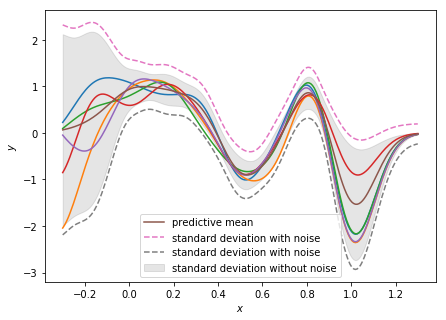 2
1
0
−1
−2
−3
y
−0.2
0.0
0.2
0.4
0.6
0.8
1.0
1.2
x
predictive mean
standard deviation with noise
standard deviation with noise
standard deviation without noise